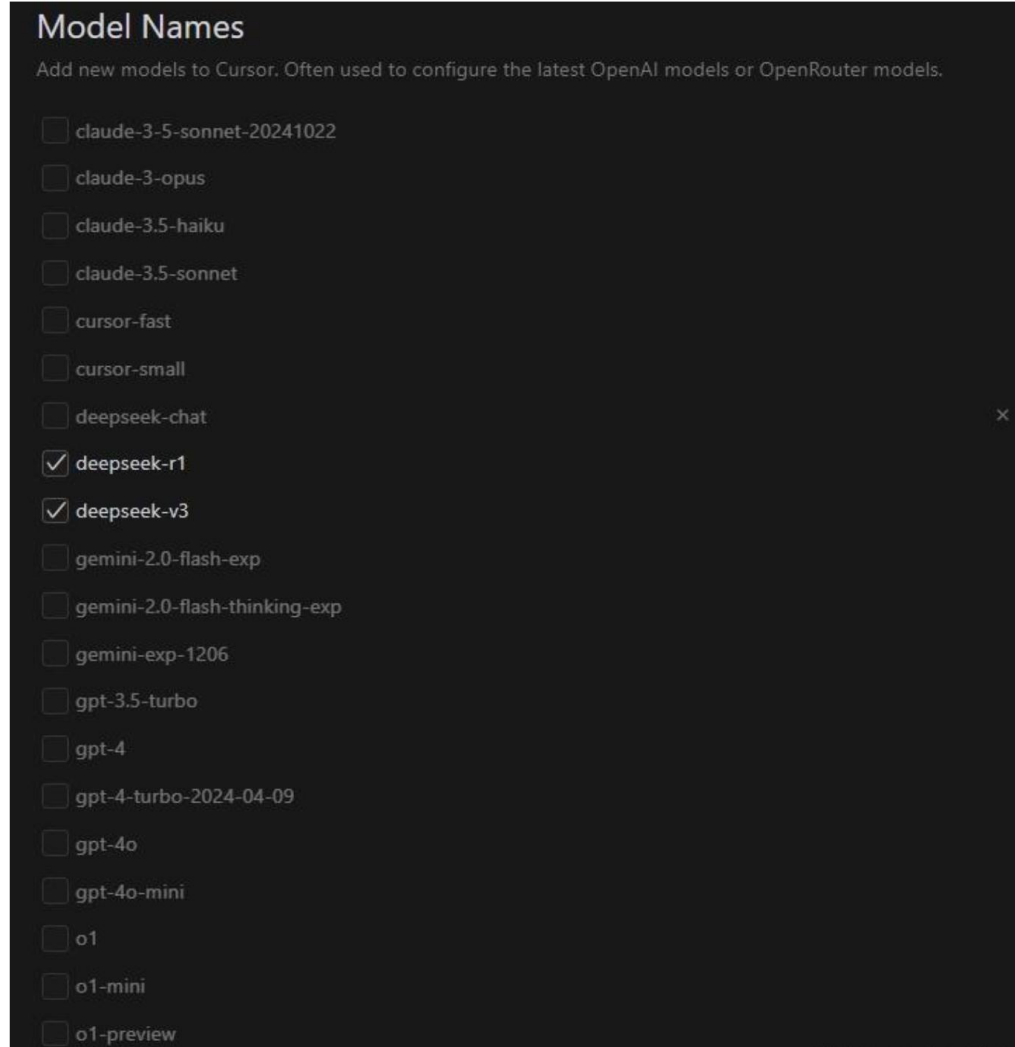 Model Names
Add new models to Cursor. Often used to configure the latest OpenAI models or OpenRouter models.
claude-3-5-sonnet-20241022
claude-3-opus
claude-3.5-haiku
claude-3.5-sonnet
cursor-fast
cursor-small
deepseek-chat
deepseek-r1
deepseek-v3
gemini-2.0-flash-exp
gemini-2.0-flash-thinking-exp
gemini-exp-1206
gpt-3.5-turbo
gpt-4
gpt-4-turbo-2024-04-09
gpt-4o
gpt-4o-mini
o1
o1-mini
o1-preview